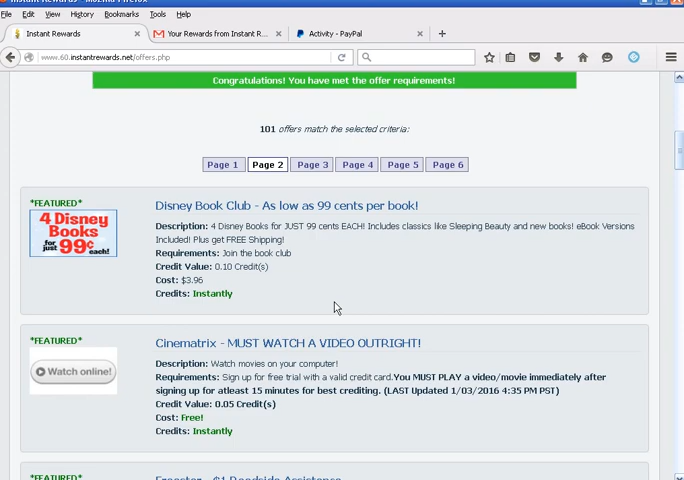 Instant Rewards - Mozilla Firefox
File Edit View History Bookmarks Tools Help
Instant Rewards
Your Rewards from Instant R...
Activity - PayPal
www.60.instantrewards.net/offers.php
Congratulations! You have met the offer requirements!
101 offers match the selected criteria:
Page 1 Page 2 Page 3 Page 4 Page 5 Page 6
*FEATURED*
4 Disney
Books
for just 99¢ each!
Disney Book Club - As low as 99 cents per book!
Description: 4 Disney Books for JUST 99 cents EACH! Includes classics like Sleeping Beauty and new books! eBook Versions
Included! Plus get FREE Shipping!
Requirements: Join the book club
Credit Value: 0.10 Credit(s)
Cost: $3.96
Credits: Instantly
*FEATURED*
Watch online!
Cinematrix - MUST WATCH A VIDEO OUTRIGHT!
Description: Watch movies on your computer!
Requirements: Sign up for free trial with a valid credit card.You MUST PLAY a video/movie immediately after
signing up for atleast 15 minutes for best crediting. (LAST Updated 1/03/2016 4:35 PM PST)
Credit Value: 0.05 Credit(s)
Cost: Free!
Credits: Instantly
*FEATURED*
$1 Roadside Assistance